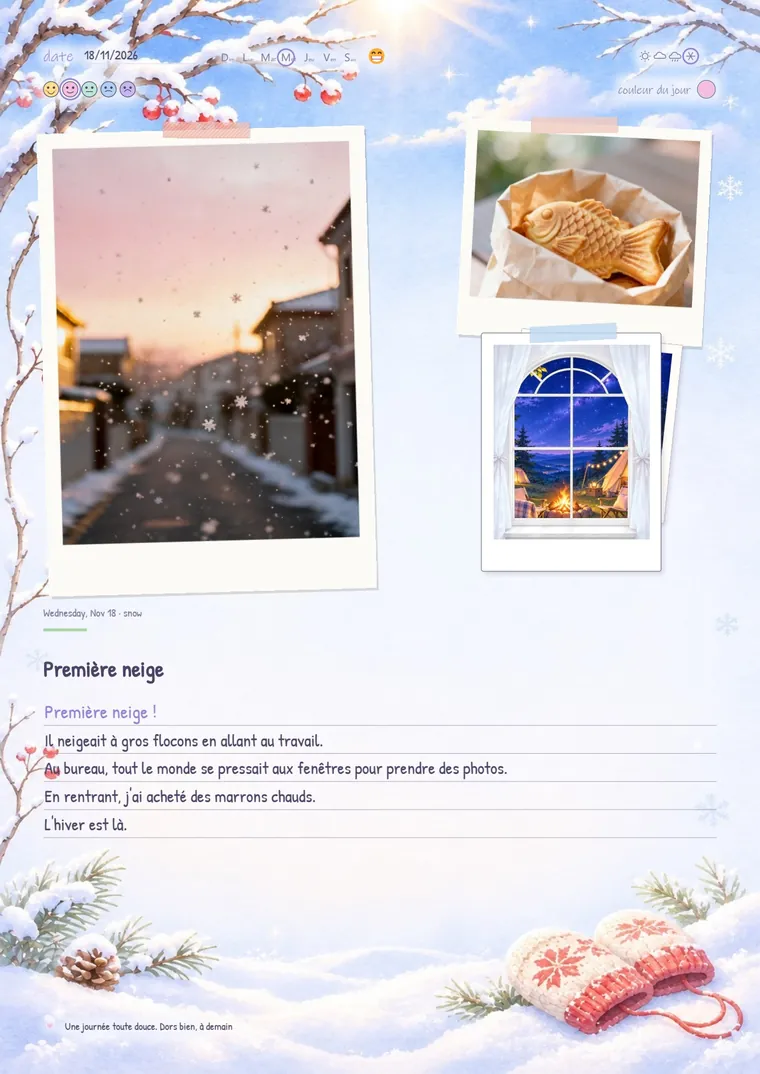 date 18/11/2026
D L M M J V S
couleur du jour
Wednesday, Nov 18 · snow
Première neige
Première neige !
Il neigeait à gros flocons en allant au travail.
Au bureau, tout le monde se pressait aux fenêtres pour prendre des photos.
En rentrant, j'ai acheté des marrons chauds.
L'hiver est là.
Une journée toute douce. Dors bien, à demain